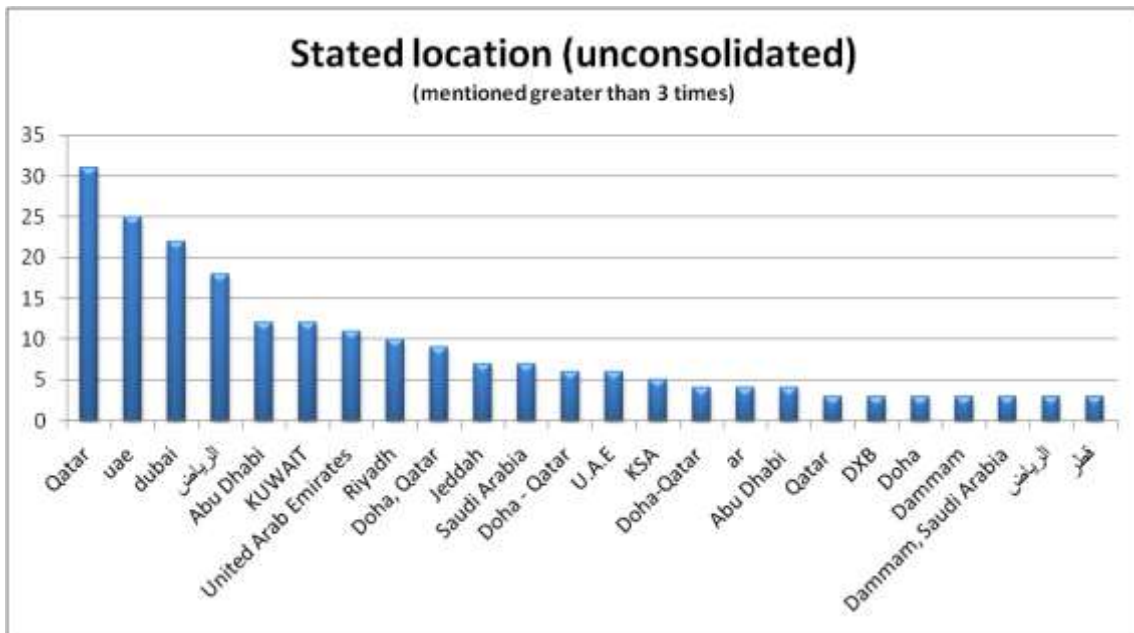 Stated location (unconsolidated)
(mentioned greater than 3 times)
35
30
25
20
15
10
5
0
Qatar
uae
dubai
الرياض
Abu Dhabi
KUWAIT
United Arab Emirates
Riyadh
Doha, Qatar
Jeddah
Saudi Arabia
Doha - Qatar
U.A.E
KSA
Doha-Qatar
ar
Abu Dhabi
Qatar
DXB
Doha
Dammam
Dammam, Saudi Arabia
الرياض
قطر